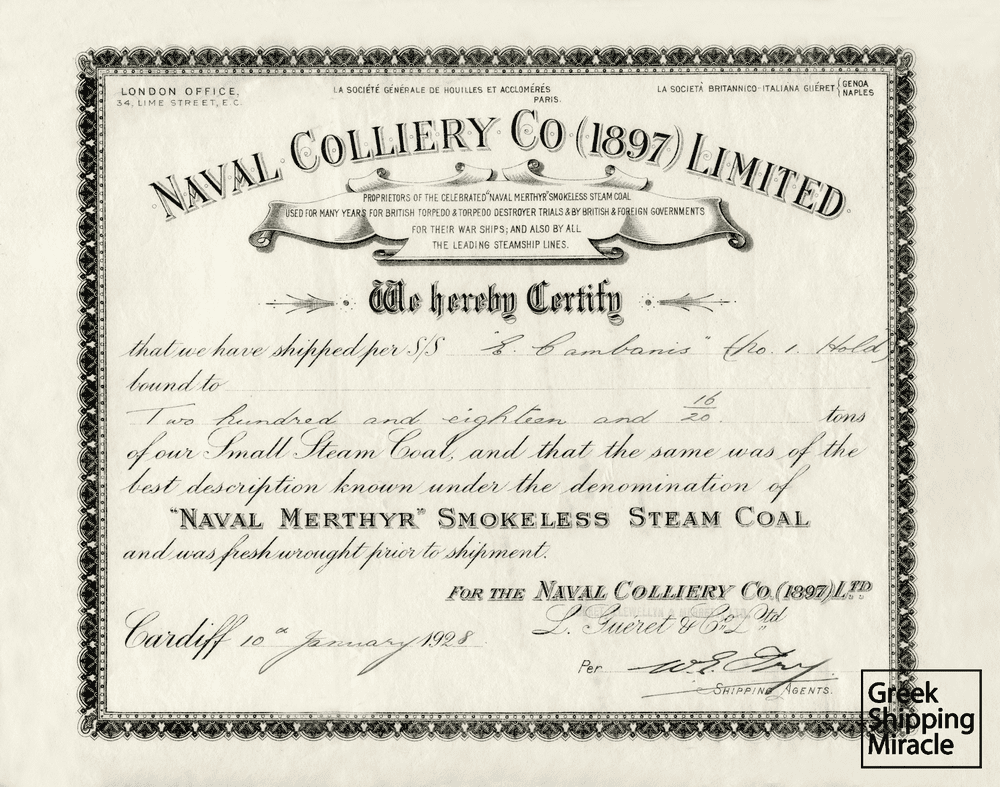 LONDON OFFICE,
34, LIME STREET, E.C.
LA SOCIÉTÉ GÉNÉRALE DE HOUILLES ET AGGLOMÉRÉS
PARIS.
LA SOCIETÀ BRITANNICO-ITALIANA GUÉRET { GENOA
NAPLES
NAVAL COLLIERY CO (1897) LIMITED
PROPRIETORS OF THE CELEBRATED "NAVAL MERTHYR" SMOKELESS STEAM COAL
USED FOR MANY YEARS FOR BRITISH TORPEDO & TORPEDO DESTROYER TRIALS & BY BRITISH & FOREIGN GOVERNMENTS
FOR THEIR WAR SHIPS; AND ALSO BY ALL
THE LEADING STEAMSHIP LINES.
We hereby Certify
that we have shipped per S/S "E. Cambanis" (No. 1. Hold)
bound to
Two hundred and eighteen and 16/20. tons
of our Small Steam Coal, and that the same was of the
best description known under the denomination of
"NAVAL MERTHYR" SMOKELESS STEAM COAL
and was fresh wrought prior to shipment.
FOR THE NAVAL COLLIERY CO. (1897) LTD
L. Guéret & Co Ltd
Cardiff 10th January 1928
Per W.E.
SHIPPING AGENTS.
Greek
Shipping
Miracle